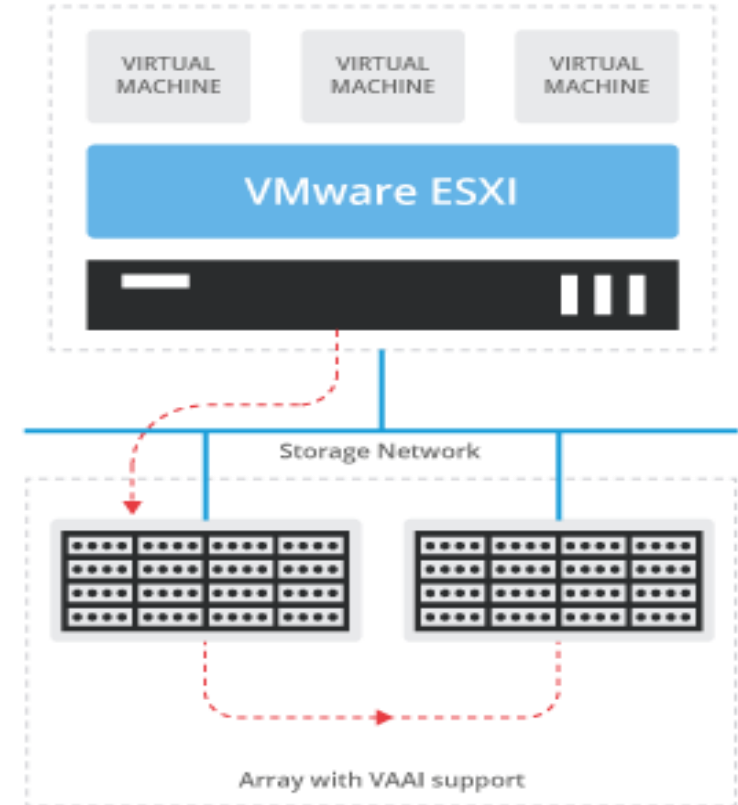 VIRTUAL
MACHINE
VIRTUAL
MACHINE
VIRTUAL
MACHINE
VMware ESXI
Storage Network
Array with VAAI support